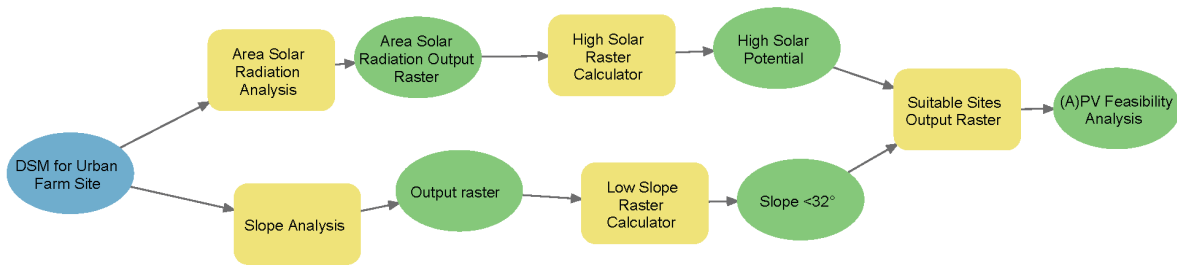 Area Solar
Radiation
Analysis
Area Solar
Radiation Output
Raster
High Solar
Raster
Calculator
High Solar
Potential
Suitable Sites
Output Raster
(A)PV Feasibility
Analysis
DSM for Urban
Farm Site
Slope Analysis
Output raster
Low Slope
Raster
Calculator
Slope <32°